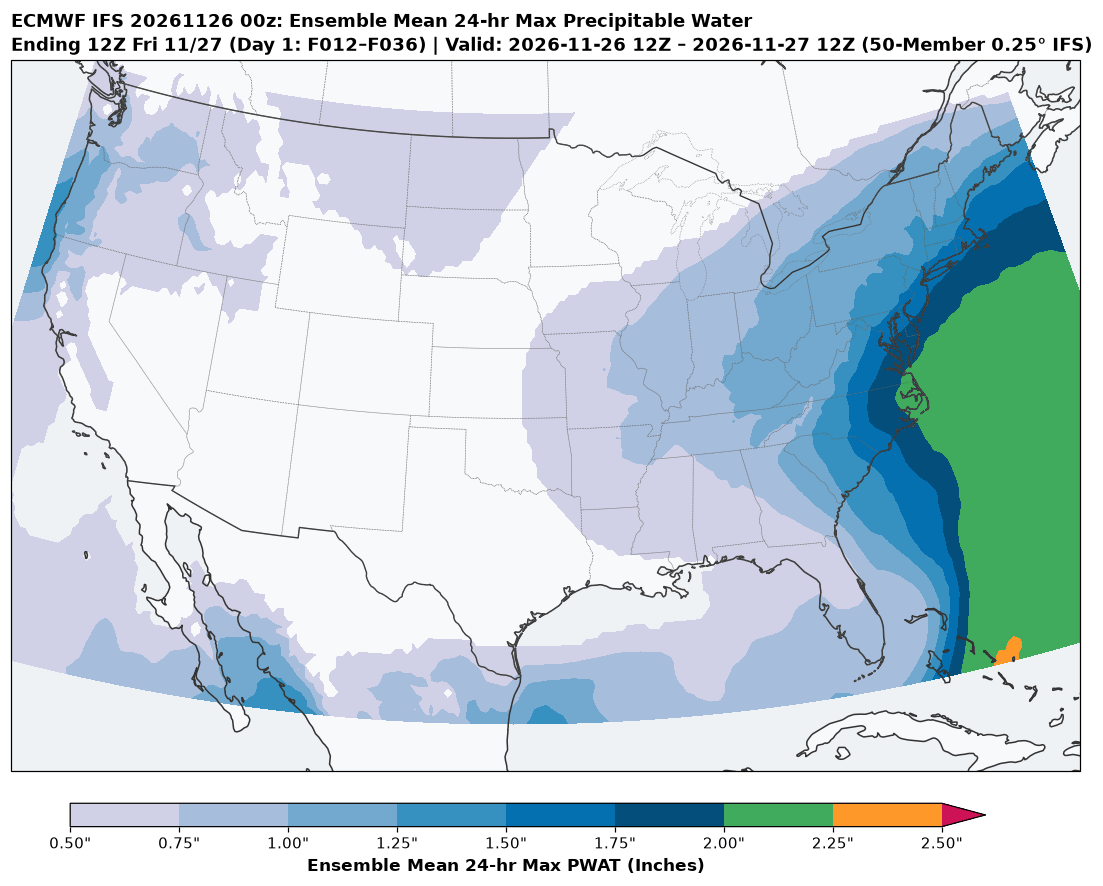 ECMWF IFS 20261126 00z: Ensemble Mean 24-hr Max Precipitable Water
Ending 12Z Fri 11/27 (Day 1: F012–F036) | Valid: 2026-11-26 12Z – 2026-11-27 12Z (50-Member 0.25° IFS)
0.50" 0.75" 1.00" 1.25" 1.50" 1.75" 2.00" 2.25" 2.50"
Ensemble Mean 24-hr Max PWAT (Inches)